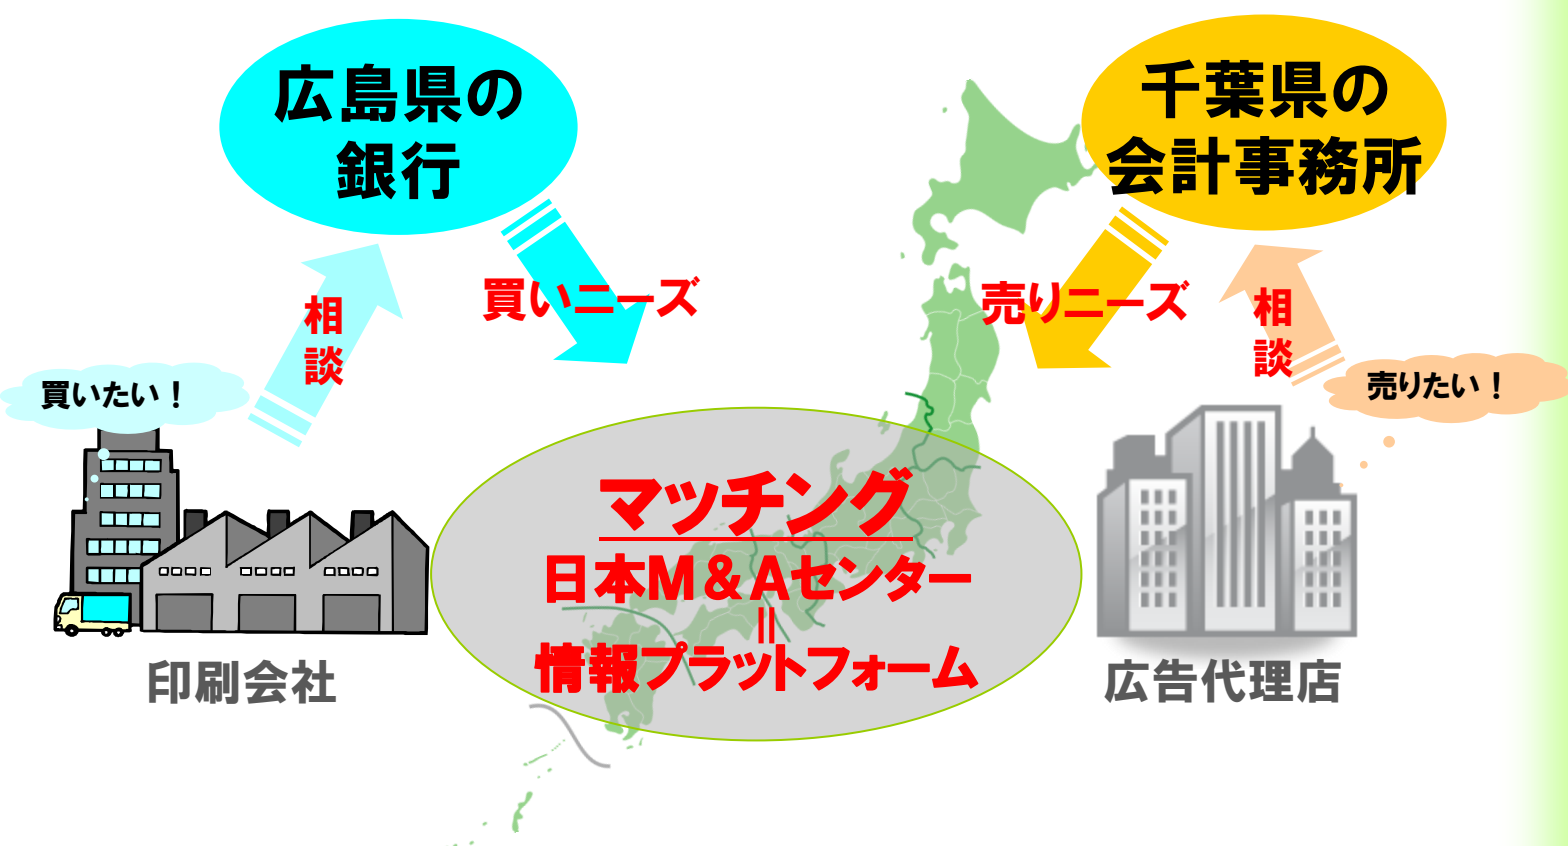 広島県の
銀行
千葉県の
会計事務所
買いニーズ
売りニーズ
相
談
相
談
買いたい！
売りたい！
マッチング
日本Ｍ＆Ａセンター
＝
情報プラットフォーム
印刷会社
広告代理店